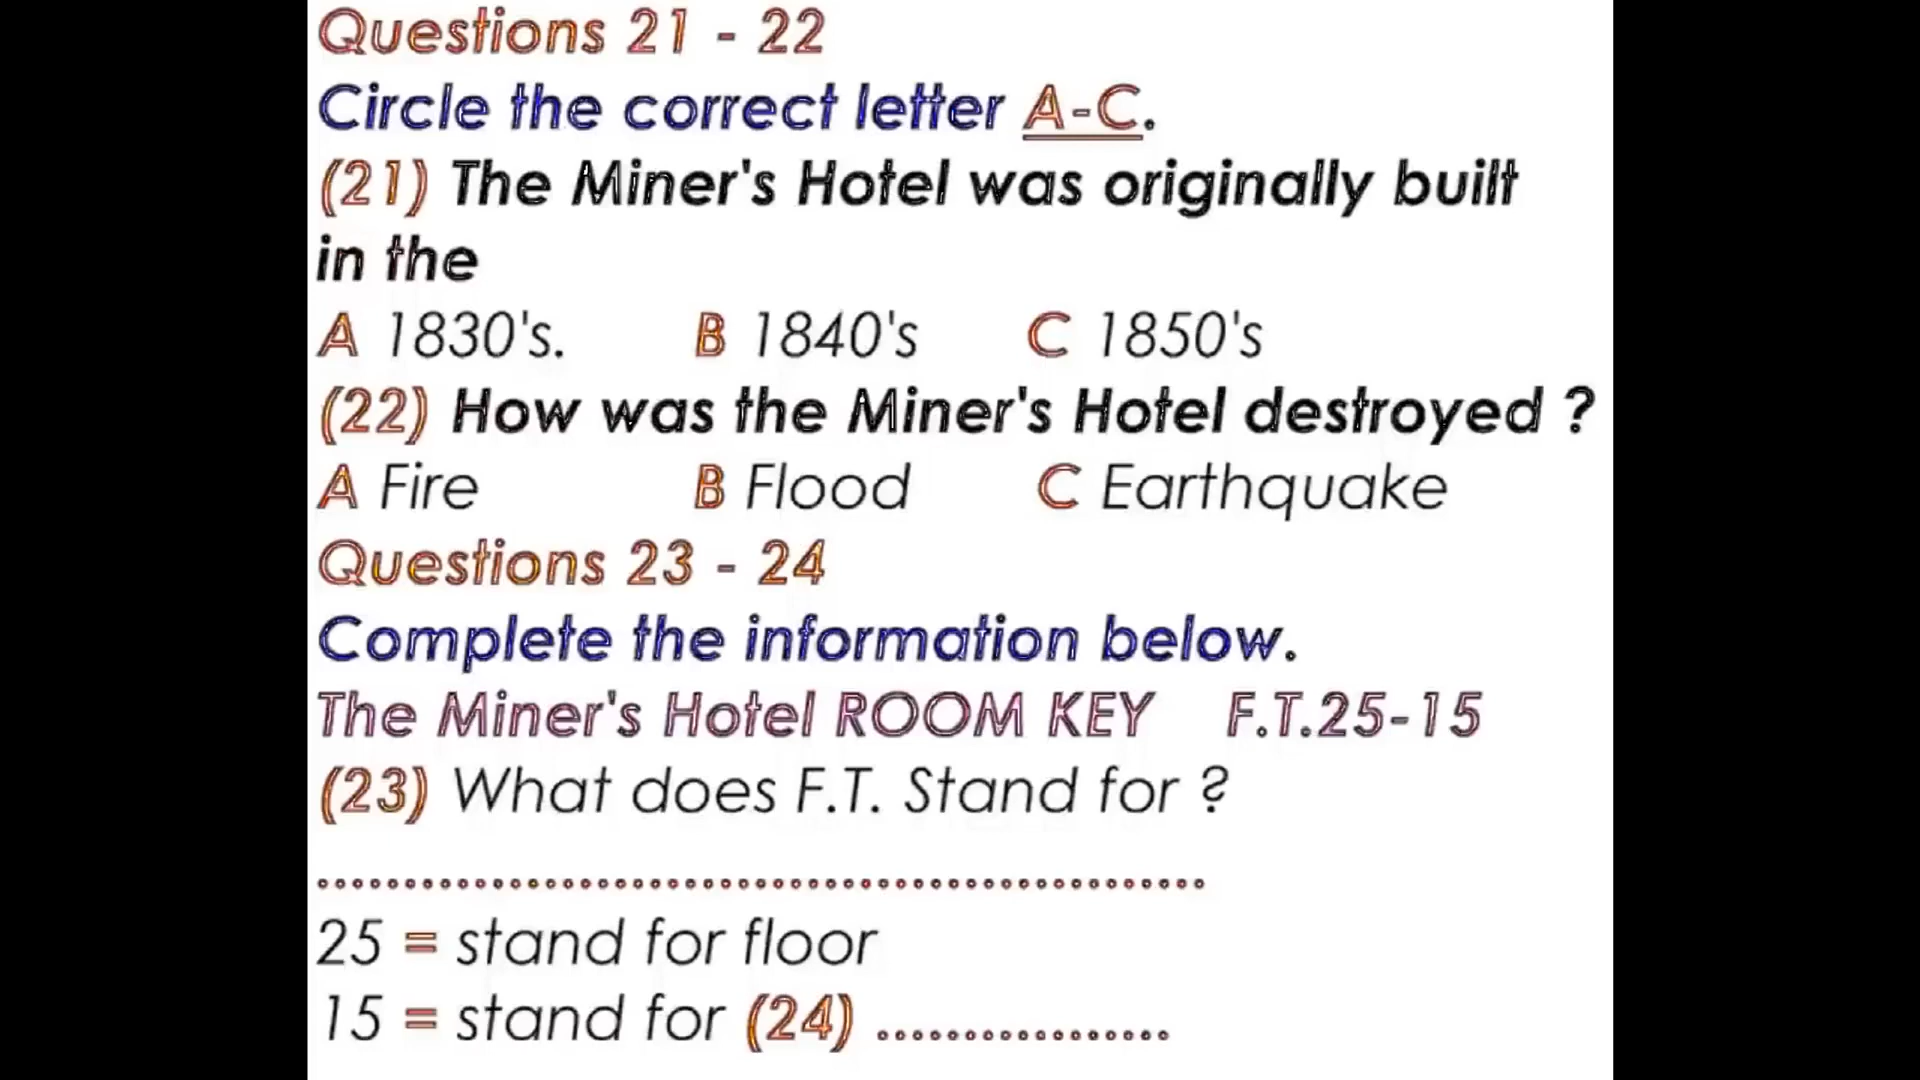 Questions 21 - 22
Circle the correct letter A-C.
(21) The Miner's Hotel was originally built
in the
A 1830's. B 1840's C 1850's
(22) How was the Miner's Hotel destroyed ?
A Fire B Flood C Earthquake
Questions 23 - 24
Complete the information below.
The Miner's Hotel ROOM KEY F.T.25-15
(23) What does F.T. Stand for ?
..............................................................
25 = stand for floor
15 = stand for (24) ....................